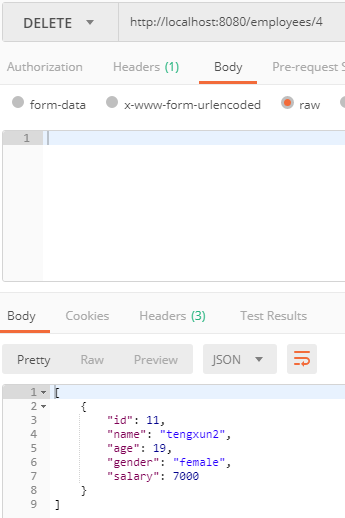 DELETE http://localhost:8080/employees/4
Authorization Headers (1) Body Pre-request S
form-data x-www-form-urlencoded raw
1
Body Cookies Headers (3) Test Results
Pretty Raw Preview JSON
1 [
2 {
3 "id": 11,
4 "name": "tengxun2",
5 "age": 19,
6 "gender": "female",
7 "salary": 7000
8 }
9 ]